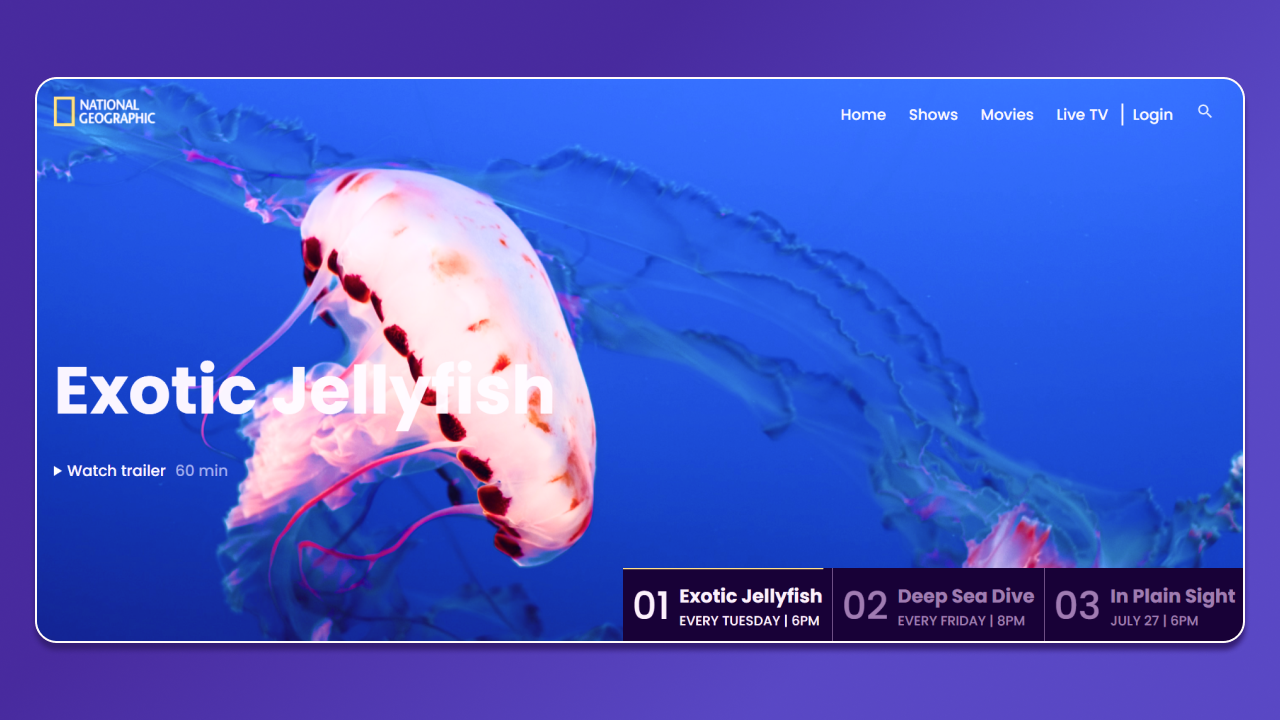 NATIONAL
GEOGRAPHIC
Home Shows Movies Live TV | Login
Exotic Jellyfish
Watch trailer 60 min
01 Exotic Jellyfish
EVERY TUESDAY | 6PM
02 Deep Sea Dive
EVERY FRIDAY | 8PM
03 In Plain Sight
JULY 27 | 6PM